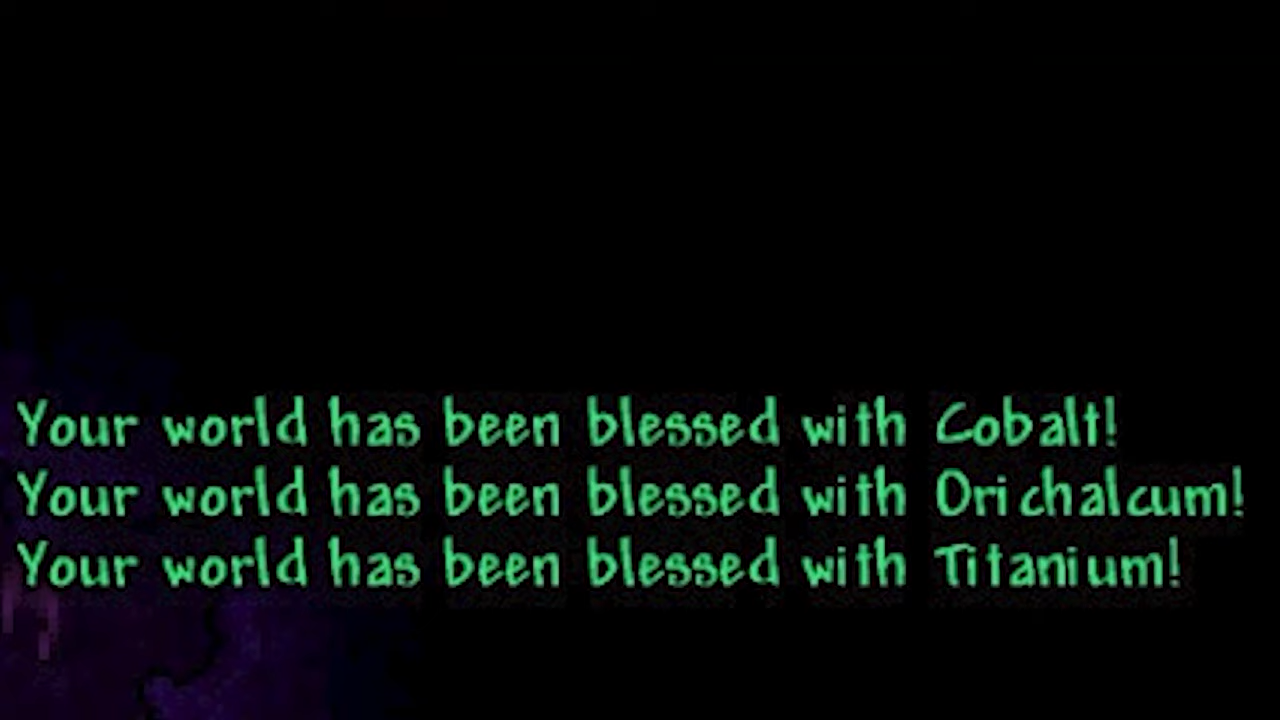 Your world has been blessed with Cobalt!
Your world has been blessed with Orichalcum!
Your world has been blessed with Titanium!